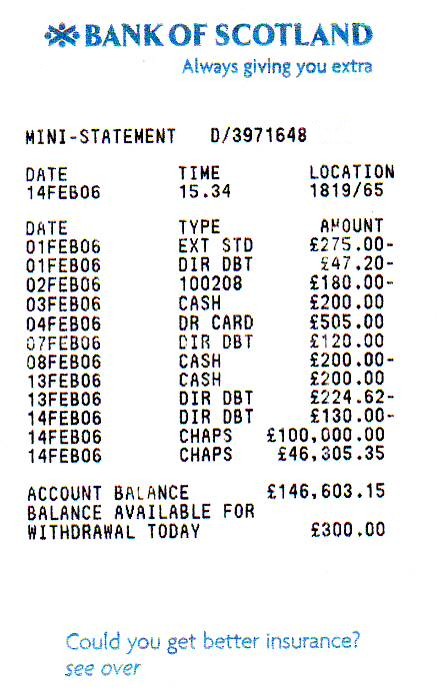 BANK OF SCOTLAND
Always giving you extra
MINI-STATEMENT D/3971648
DATE TIME LOCATION
14FEB06 15.34 1819/65
DATE TYPE AMOUNT
01FEB06 EXT STD £275.00-
01FEB06 DIR DBT £47.20-
02FEB06 100208 £180.00-
03FEB06 CASH £200.00
04FEB06 DR CARD £505.00
07FEB06 DIR DBT £120.00
08FEB06 CASH £200.00-
13FEB06 CASH £200.00
13FEB06 DIR DBT £224.62-
14FEB06 DIR DBT £130.00-
14FEB06 CHAPS £100,000.00
14FEB06 CHAPS £46,305.35
ACCOUNT BALANCE £146,603.15
BALANCE AVAILABLE FOR
WITHDRAWAL TODAY £300.00
Could you get better insurance?
see over